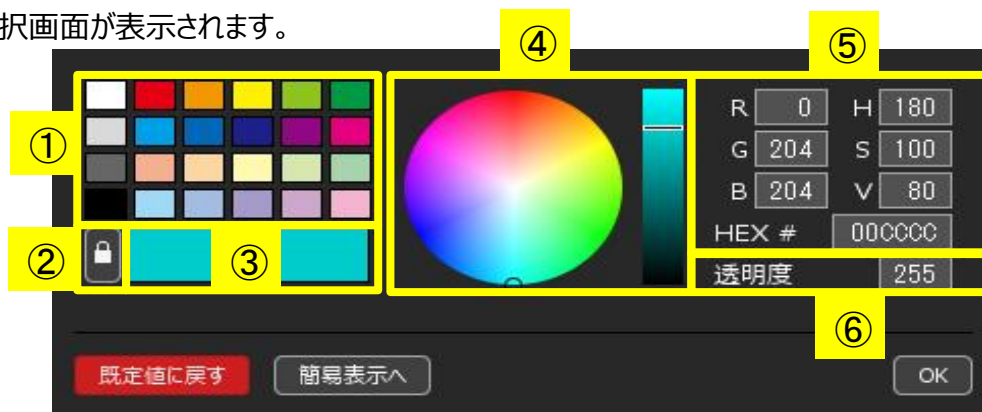 択画面が表示されます。
④ ⑤
①
R 0 H 180
G 204 S 100
B 204 V 80
HEX # 00CCCC
② ③
透明度 255
⑥
既定値に戻す 簡易表示へ OK